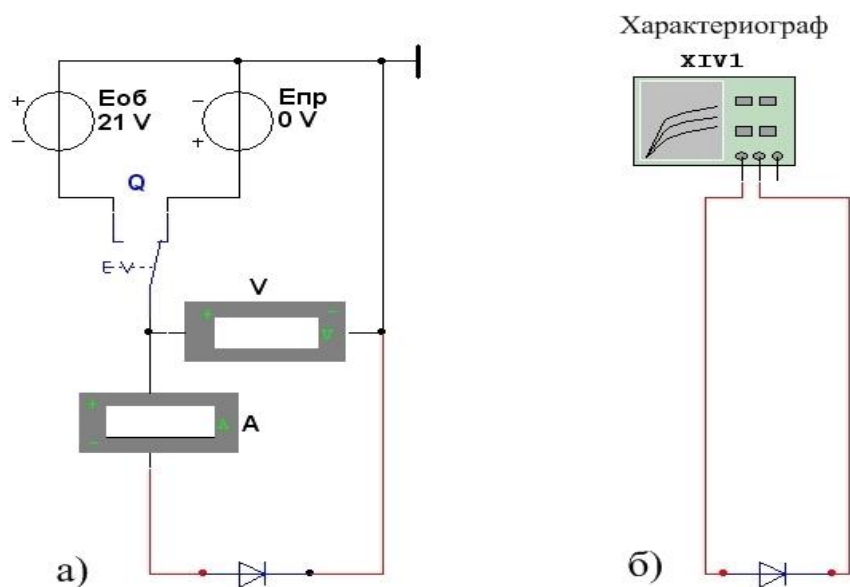 Характериограф
XIV1
+
−
Еоб
21 V
−
+
Епр
0 V
Q
E-V
V
+
−
V
+
−
A
A
а)
б)